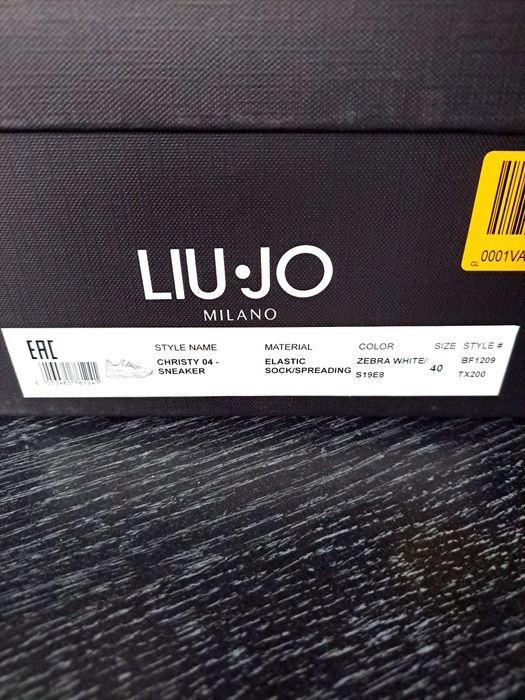 LIU·JO
MILANO
CL 0001VA
EAC
STYLE NAME MATERIAL COLOR SIZE STYLE #
CHRISTY 04 - ELASTIC ZEBRA WHITE/ 40 BF1209
SNEAKER SOCK/SPREADING S19E8 TX200